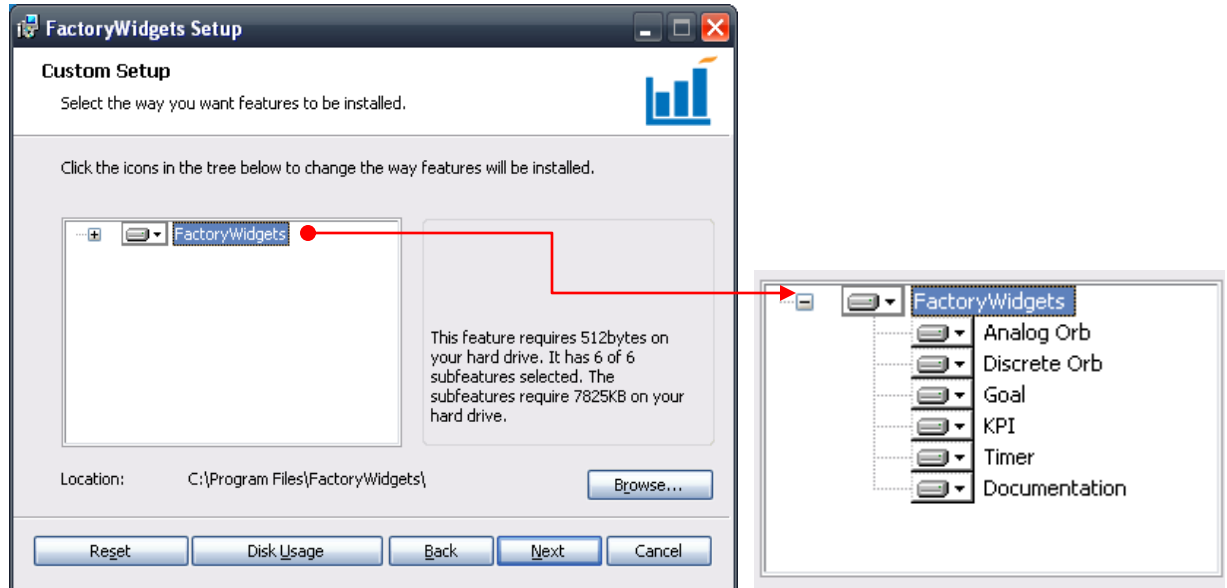 FactoryWidgets Setup
Custom Setup
Select the way you want features to be installed.
Click the icons in the tree below to change the way features will be installed.
FactoryWidgets
This feature requires 512bytes on
your hard drive. It has 6 of 6
subfeatures selected. The
subfeatures require 7825KB on your
hard drive.
Location: C:\Program Files\FactoryWidgets\
Browse...
Reset Disk Usage Back Next Cancel
FactoryWidgets
Analog Orb
Discrete Orb
Goal
KPI
Timer
Documentation